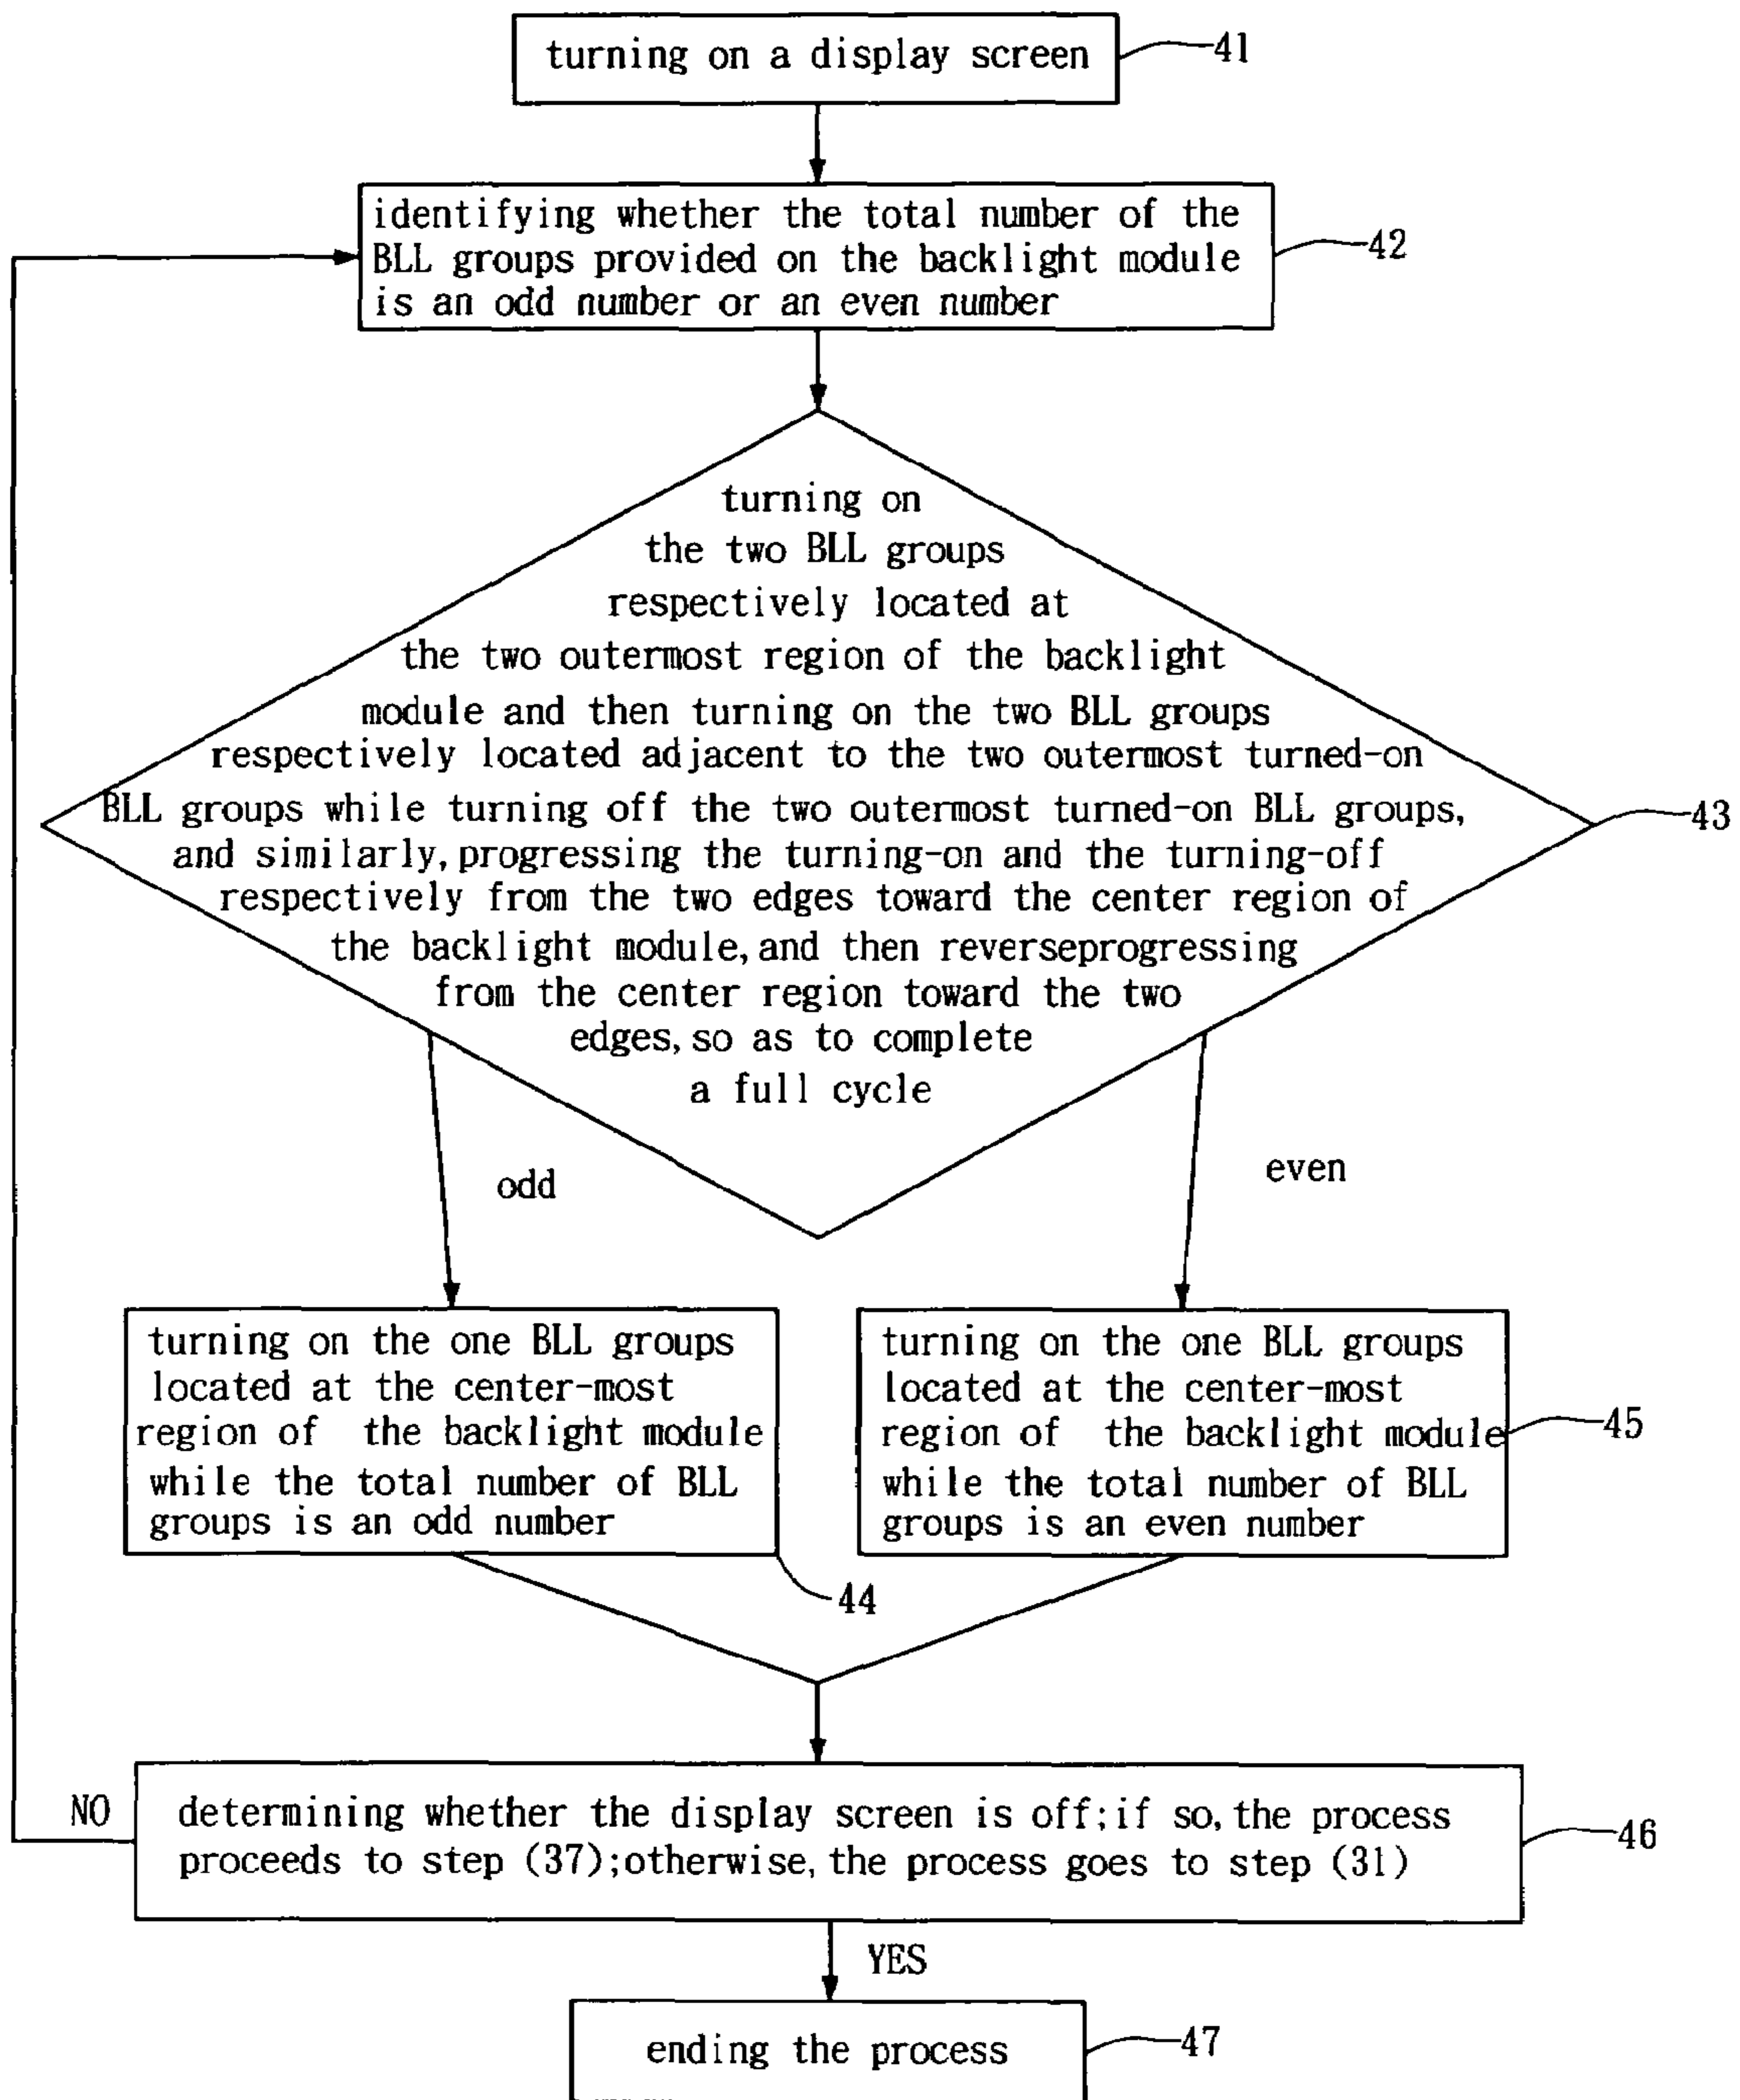 turning on a display screen
41
identifying whether the total number of the
BLL groups provided on the backlight module
is an odd number or an even number
42
turning on
the two BLL groups
respectively located at
the two outermost region of the backlight
module and then turning on the two BLL groups
respectively located adjacent to the two outermost turned-on
BLL groups while turning off the two outermost turned-on BLL groups,
and similarly, progressing the turning-on and the turning-off
respectively from the two edges toward the center region of
the backlight module, and then reverseprogressing
from the center region toward the two
edges, so as to complete
a full cycle
43
odd
even
turning on the one BLL groups
located at the center-most
region of the backlight module
while the total number of BLL
groups is an odd number
44
turning on the one BLL groups
located at the center-most
region of the backlight module
while the total number of BLL
groups is an even number
45
NO
determining whether the display screen is off; if so, the process
proceeds to step (37); otherwise, the process goes to step (31)
46
YES
ending the process
47